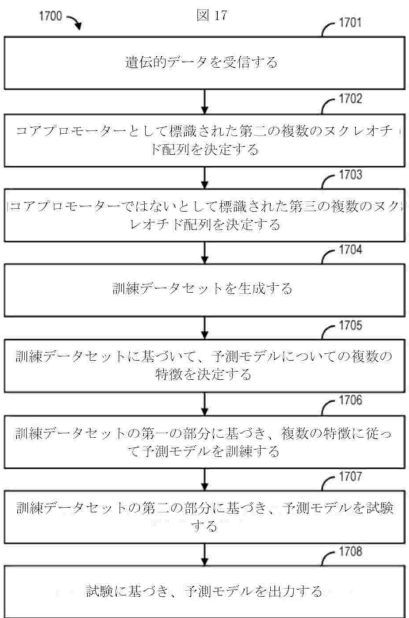 1700
図 17
1701
遺伝的データを受信する
1702
コアプロモーターとして標識された第二の複数のヌクレオチ
ド配列を決定する
1703
コアプロモーターではないとして標識された第三の複数のヌク
レオチド配列を決定する
1704
訓練データセットを生成する
1705
訓練データセットに基づいて、予測モデルについての複数の
特徴を決定する
1706
訓練データセットの第一の部分に基づき、複数の特徴に従っ
て予測モデルを訓練する
1707
訓練データセットの第二の部分に基づき、予測モデルを試験
する
1708
試験に基づき、予測モデルを出力する